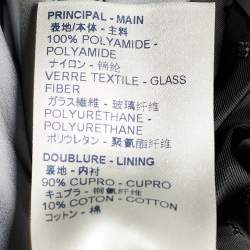 PRINCIPAL - MAIN
表地/本体 - 主料
100% POLYAMIDE -
POLYAMIDE
ナイロン - 锦纶
VERRE TEXTILE - GLASS
FIBER
ガラス繊維 - 玻璃纤维
POLYURETHANE -
POLYURETHANE
ポリウレタン - 聚氨酯纤维
DOUBLURE - LINING
裏地 - 内衬
90% CUPRO - CUPRO
キュプラ - 铜氨纤维
10% COTON - COTTON
コットン - 棉